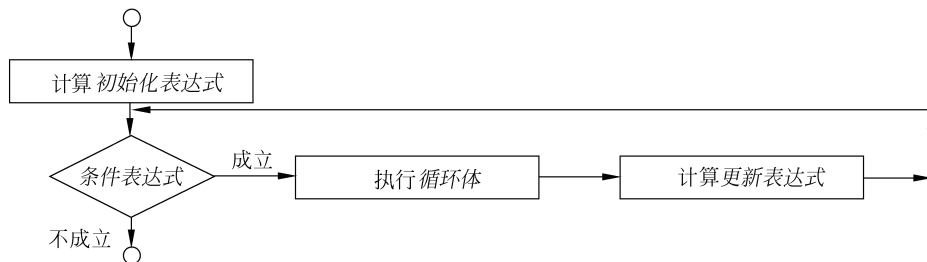 计算初始化表达式
条件表达式
成立
执行循环体
计算更新表达式
不成立